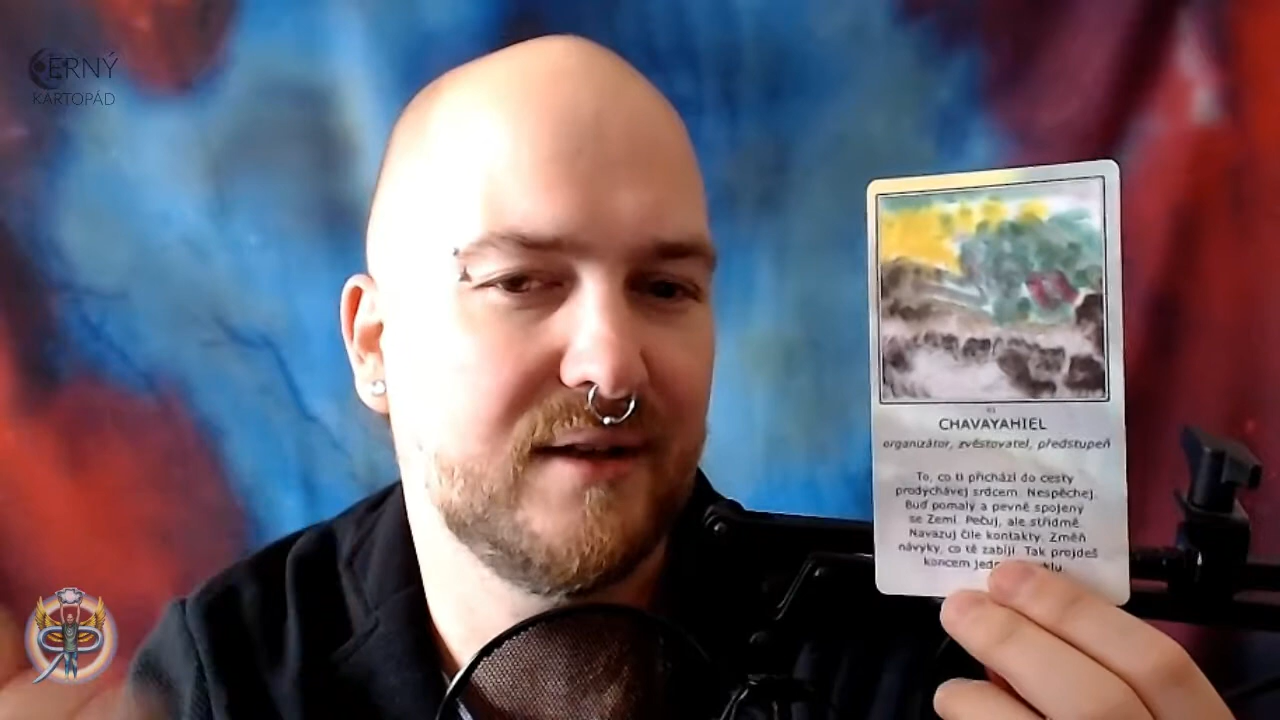 ČERNÝ
KARTOPÁD
CHAVAYAHIEL
organizátor, zvěstovatel, předstupeň
To, co ti přichází do cesty
prodýchávej srdcem. Nespěchej.
Buď pomalý a pevně spojený
se Zemí. Pečuj, ale střídmě.
Navazuj čile kontakty. Změň
návyky, co tě zabíjí. Tak projdeš
koncem